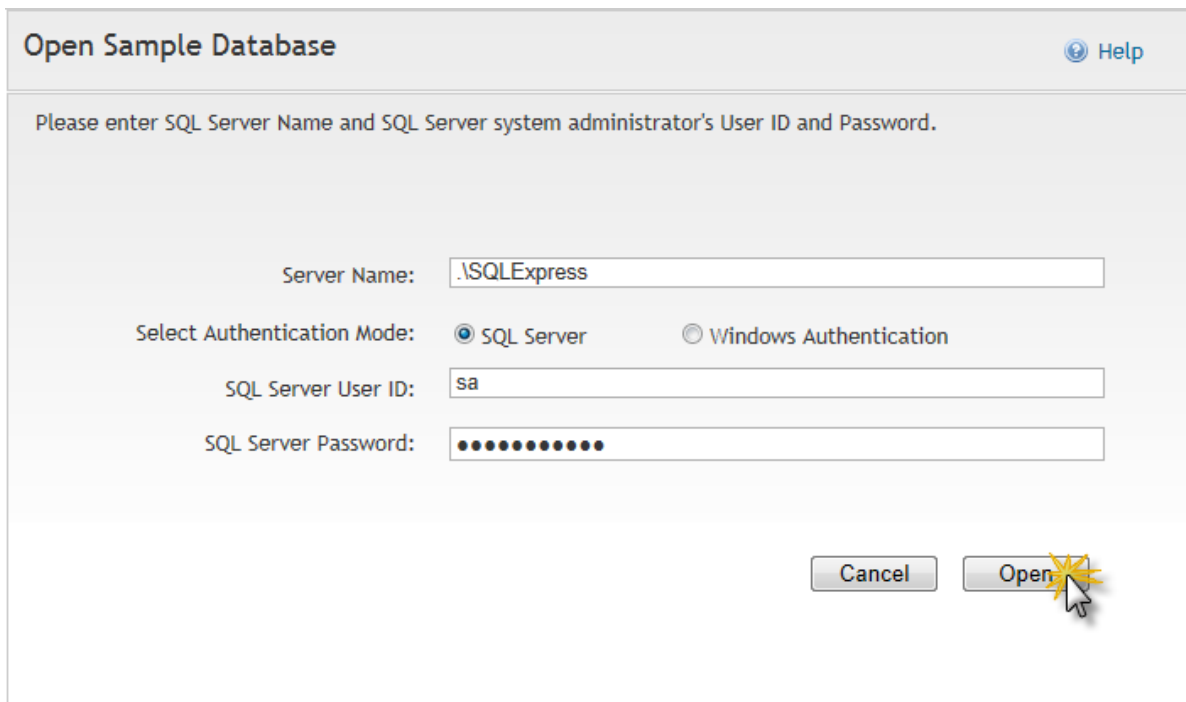 Open Sample Database
Help
Please enter SQL Server Name and SQL Server system administrator's User ID and Password.
Server Name: .\SQLExpress
Select Authentication Mode: SQL Server Windows Authentication
SQL Server User ID: sa
SQL Server Password: ●●●●●●●●●●●
Cancel Open